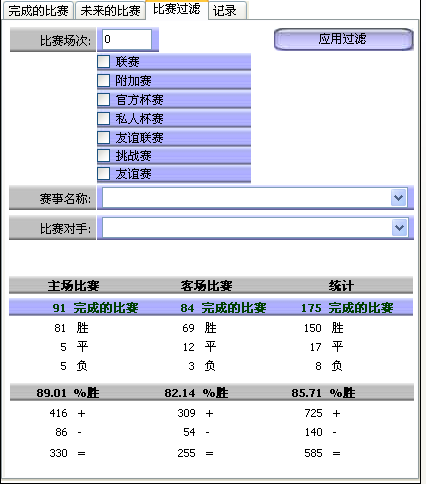 完成的比赛 未来的比赛 比赛过滤 记录
比赛场次: 0 应用过滤
联赛
附加赛
官方杯赛
私人杯赛
友谊联赛
挑战赛
友谊赛
赛事名称:
比赛对手:
主场比赛 客场比赛 统计
91 完成的比赛 84 完成的比赛 175 完成的比赛
81 胜 69 胜 150 胜
5 平 12 平 17 平
5 负 3 负 8 负
89.01 %胜 82.14 %胜 85.71 %胜
416 + 309 + 725 +
86 - 54 - 140 -
330 = 255 = 585 =